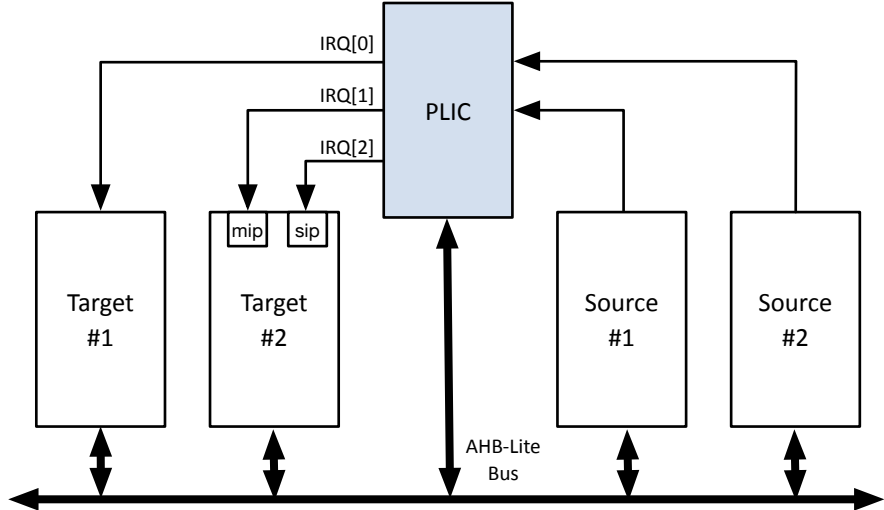 IRQ[0]
IRQ[1]
PLIC
IRQ[2]
mip
sip
Target
#1
Target
#2
Source
#1
Source
#2
AHB-Lite
Bus